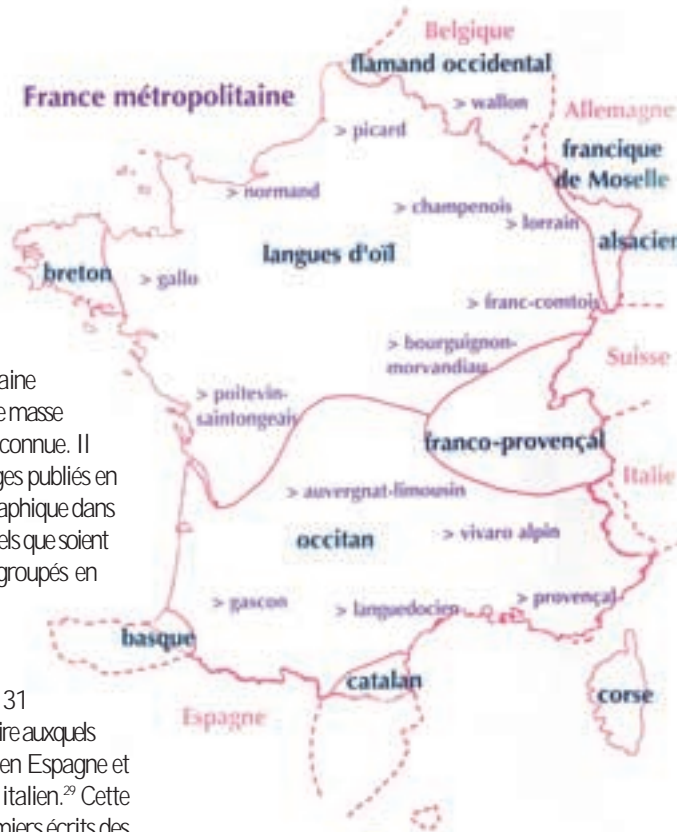 Belgique
flamand occidental
France métropolitaine
> wallon
Allemagne
> picard
francique
de Moselle
> normand
> champenois
> lorrain
alsacien
langues d'oïl
breton
> gallo
> franc-comtois
> bourguignon-
morvandiau
Suisse
> poitevin-
saintongeais
franco-provençal
Italie
> auvergnat-limousin
occitan
> vivaro alpin
> gascon
> languedocien
> provençal
basque
catalan
corse
Espagne
aine
e masse
connue. Il
ges publiés en
aphique dans
els que soient
groupés en
31
ire auxquels
en Espagne et
italien.²⁹ Cette
miers écrits des